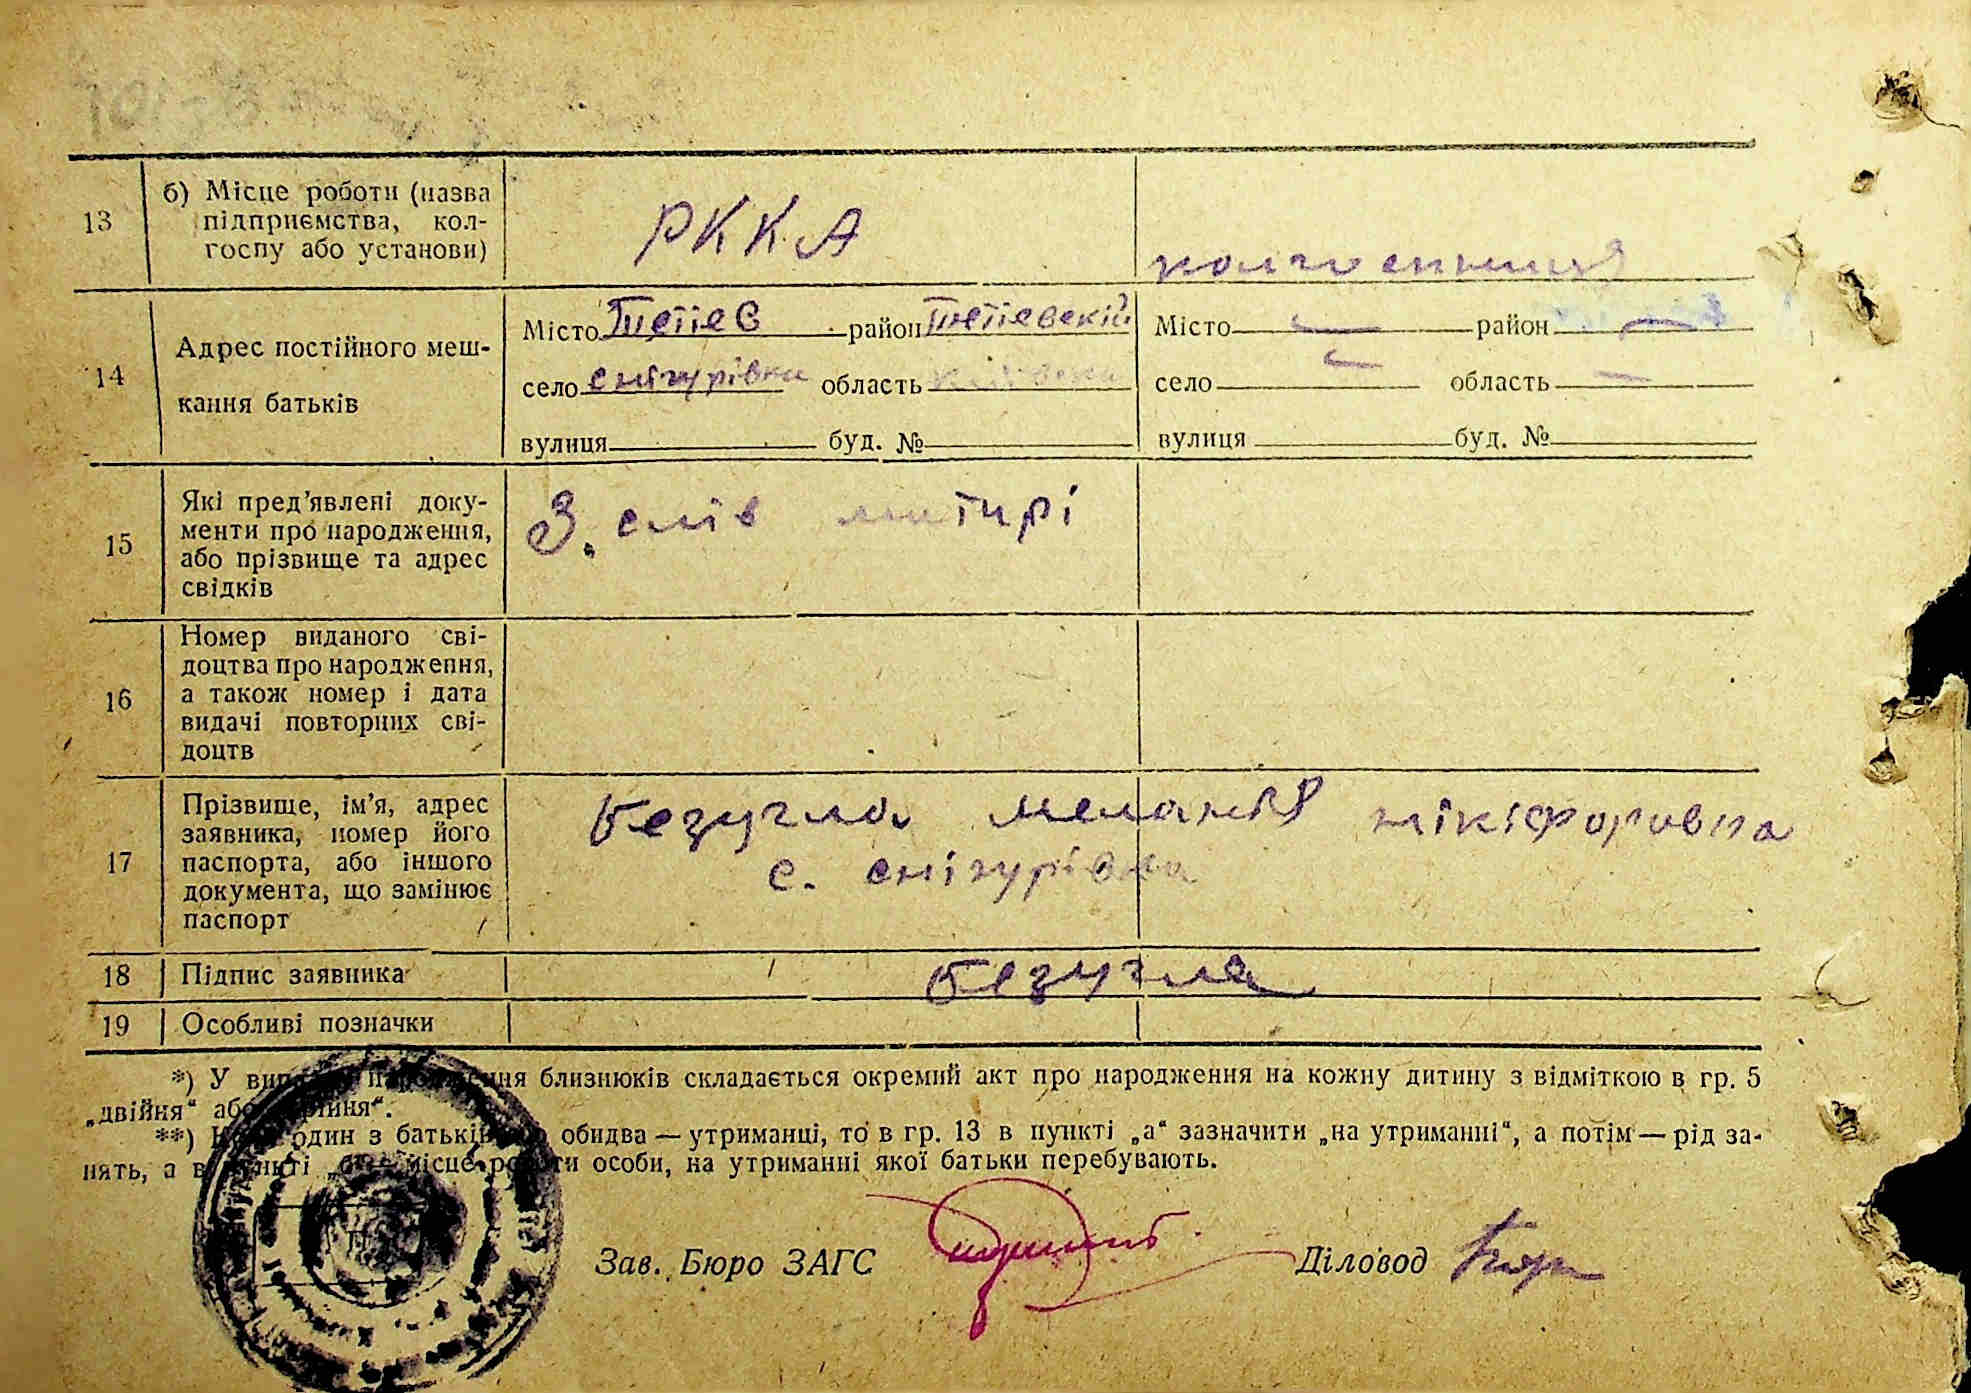 13
б) Місце роботи (назва
підприємства, кол-
госпу або установи)
РККА
колгоспниця
14
Адрес постійного меш-
кання батьків
Місто Тетіев район Тетіевскій
село снігурівка область київська
вулиця буд. №
Місто район
село область
вулиця буд. №
15
Які пред’явлені доку-
менти про народження,
або прізвище та адрес
свідків
З. слів матирі
16
Номер виданого сві-
доцтва про народження,
а також номер і дата
видачі повторних сві-
доцтв
17
Прізвище, ім’я, адрес
заявника, номер його
паспорта, або іншого
документа, що замінює
паспорт
Безугла меланія нікіфоровна
с. снігурівка
18 Підпис заявника Безугла
19 Особливі позначки
*) У випадку народження близнюків складається окремий акт про народження на кожну дитину з відміткою в гр. 5
„двійня“ або „трійня“.
**) Коли один з батьків або обидва — утриманці, то в гр. 13 в пункті „а“ зазначити „на утриманні“, а потім — рід за-
нять, а в пункті „б“ — місце роботи особи, на утриманні якої батьки перебувають.
Зав. Бюро ЗАГС Діловод